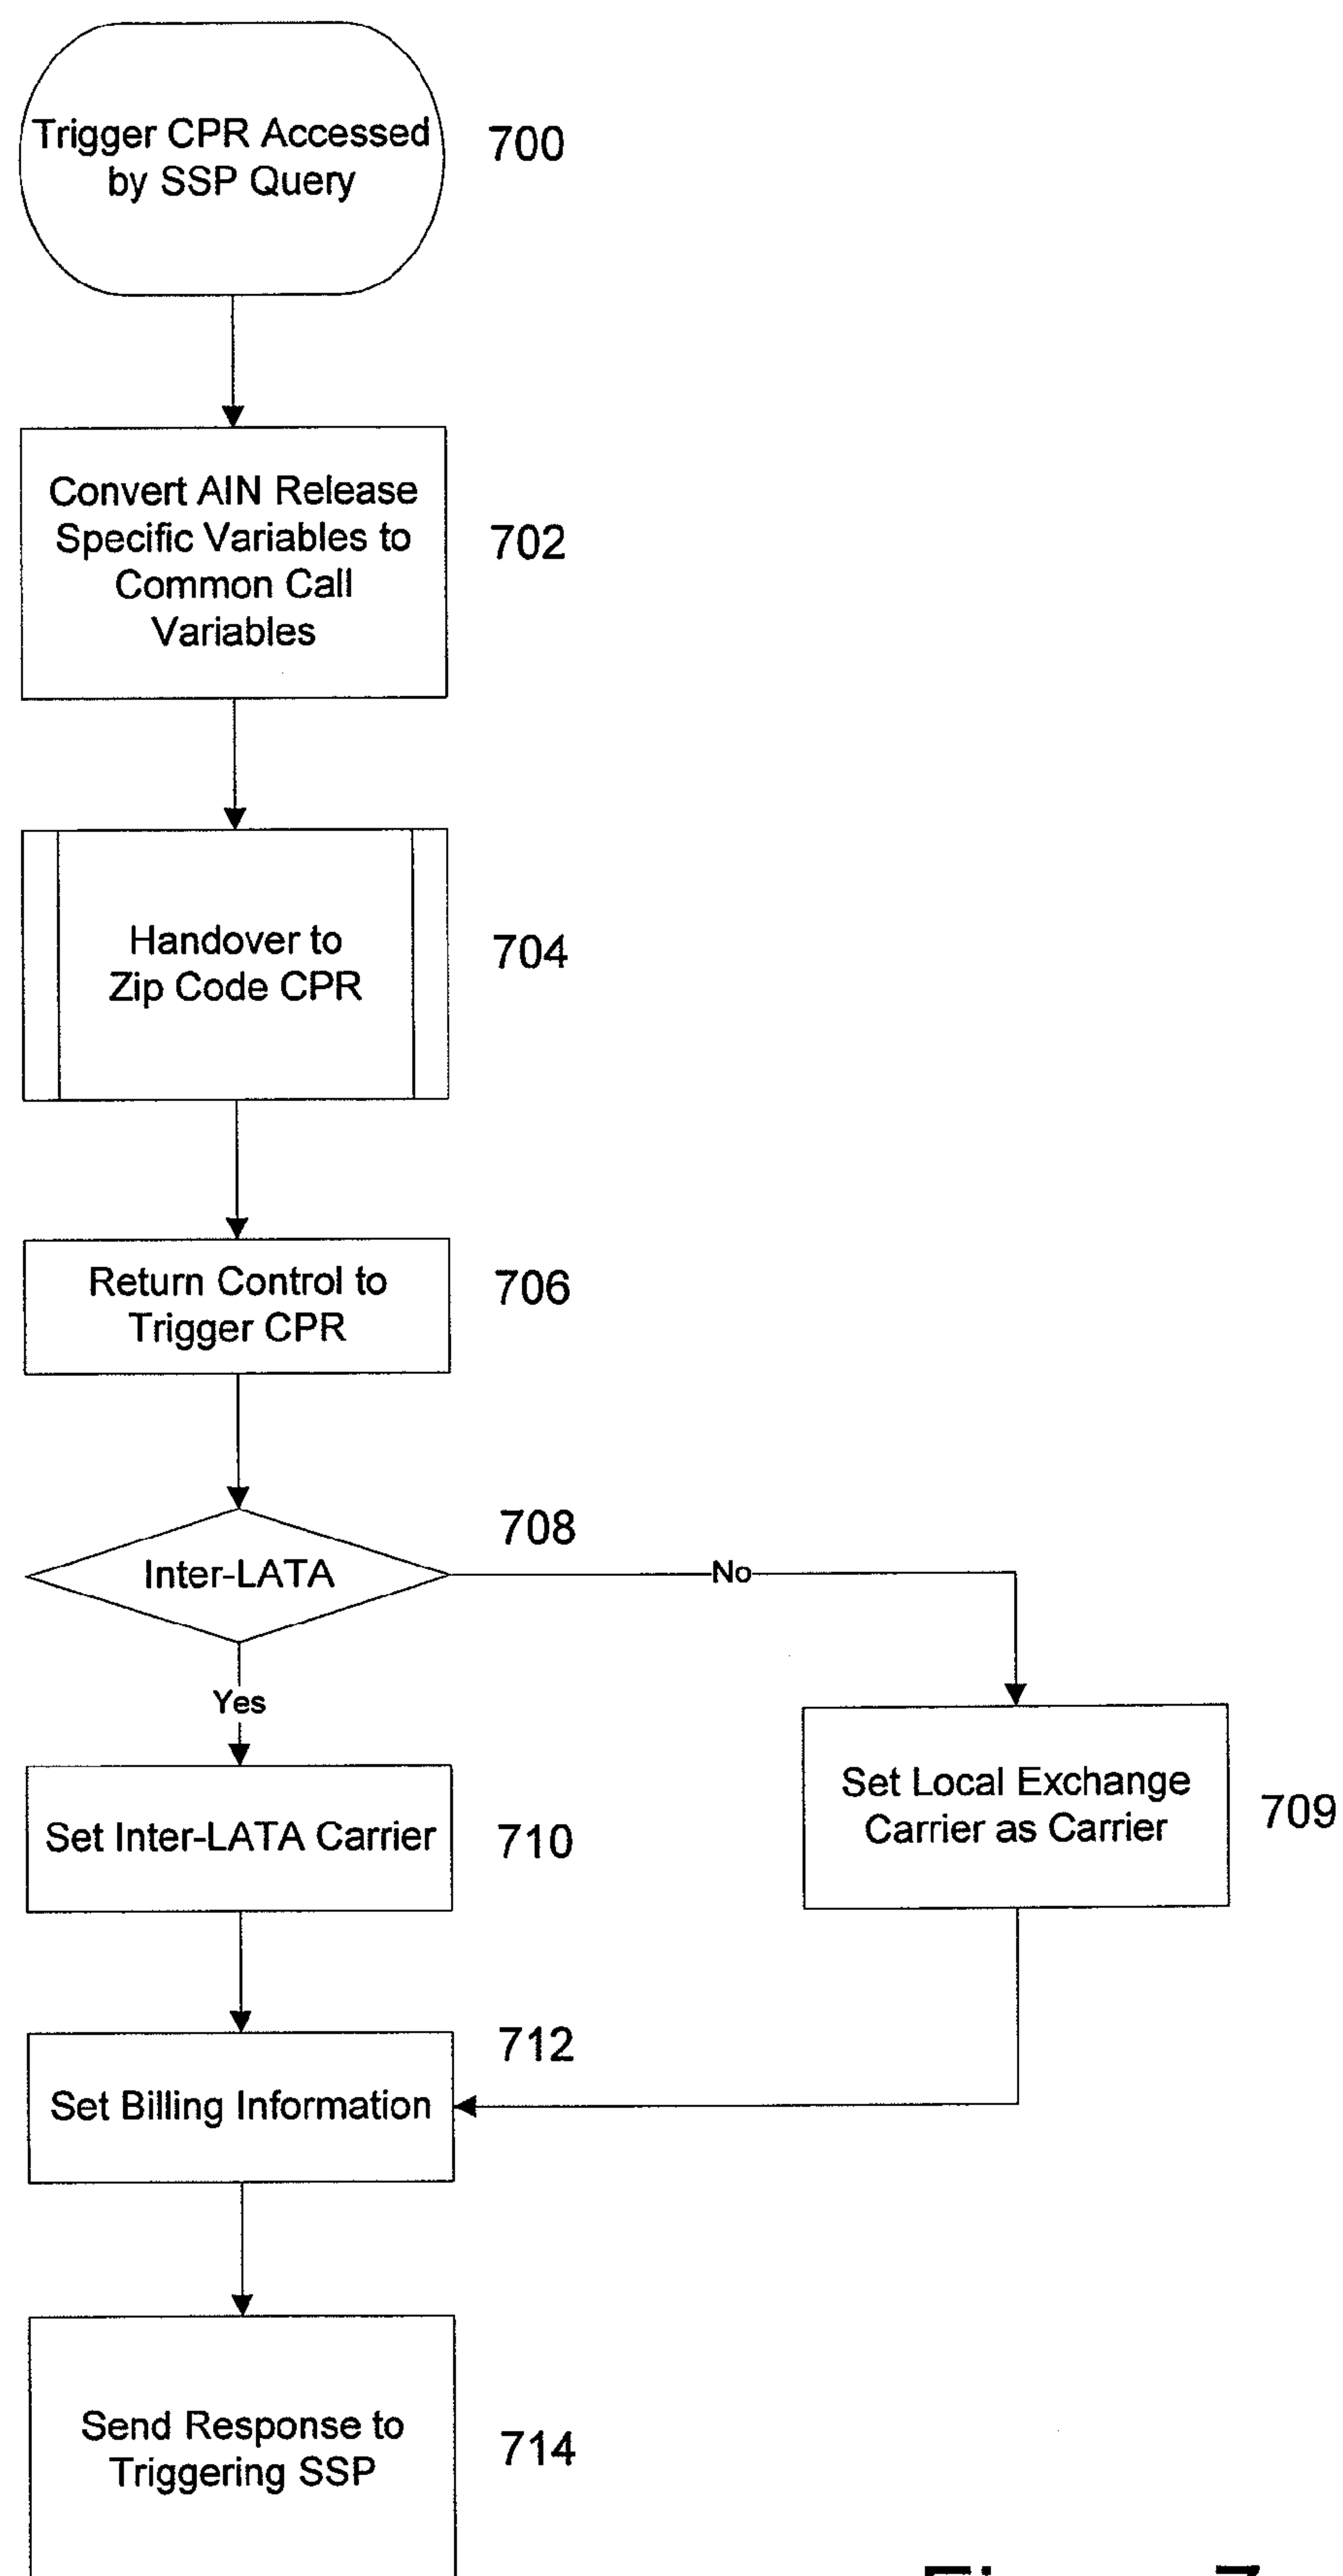 Trigger CPR Accessed
by SSP Query
700
Convert AIN Release
Specific Variables to
Common Call
Variables
702
Handover to
Zip Code CPR
704
Return Control to
Trigger CPR
706
Inter-LATA
708
No
Yes
Set Local Exchange
Carrier as Carrier
709
Set Inter-LATA Carrier
710
Set Billing Information
712
Send Response to
Triggering SSP
714